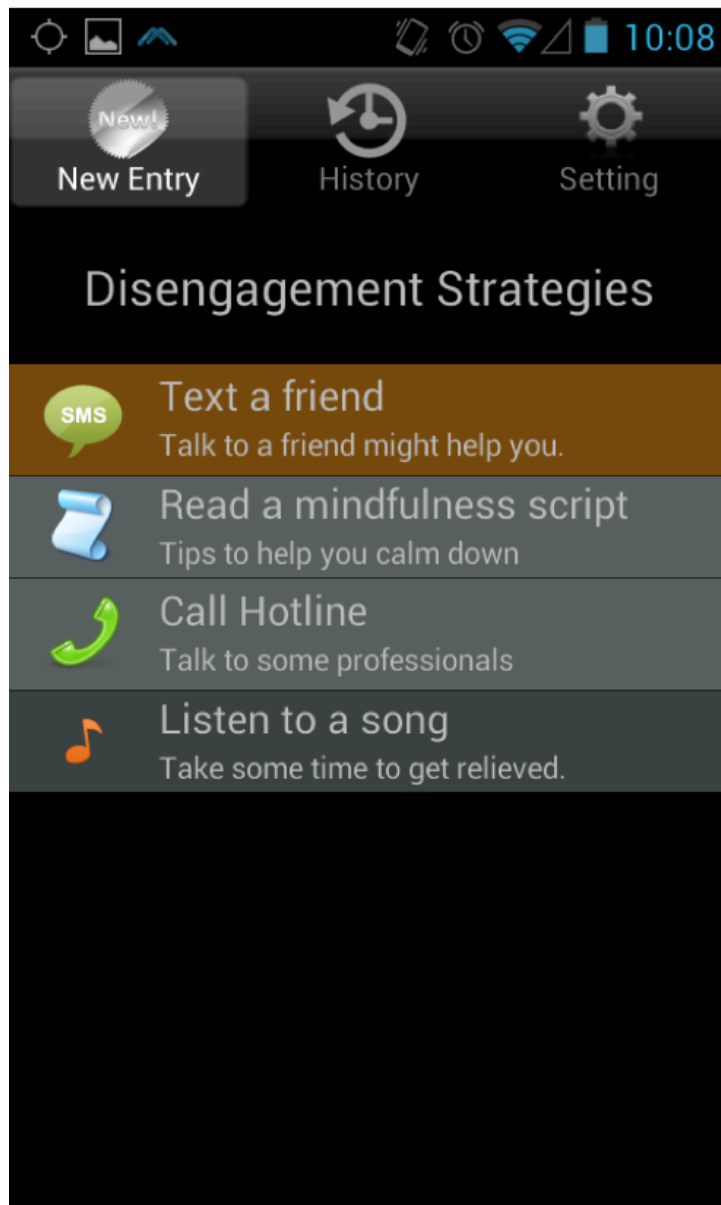 10:08
New!
New Entry
History
Setting
Disengagement Strategies
SMS
Text a friend
Talk to a friend might help you.
Read a mindfulness script
Tips to help you calm down
Call Hotline
Talk to some professionals
Listen to a song
Take some time to get relieved.